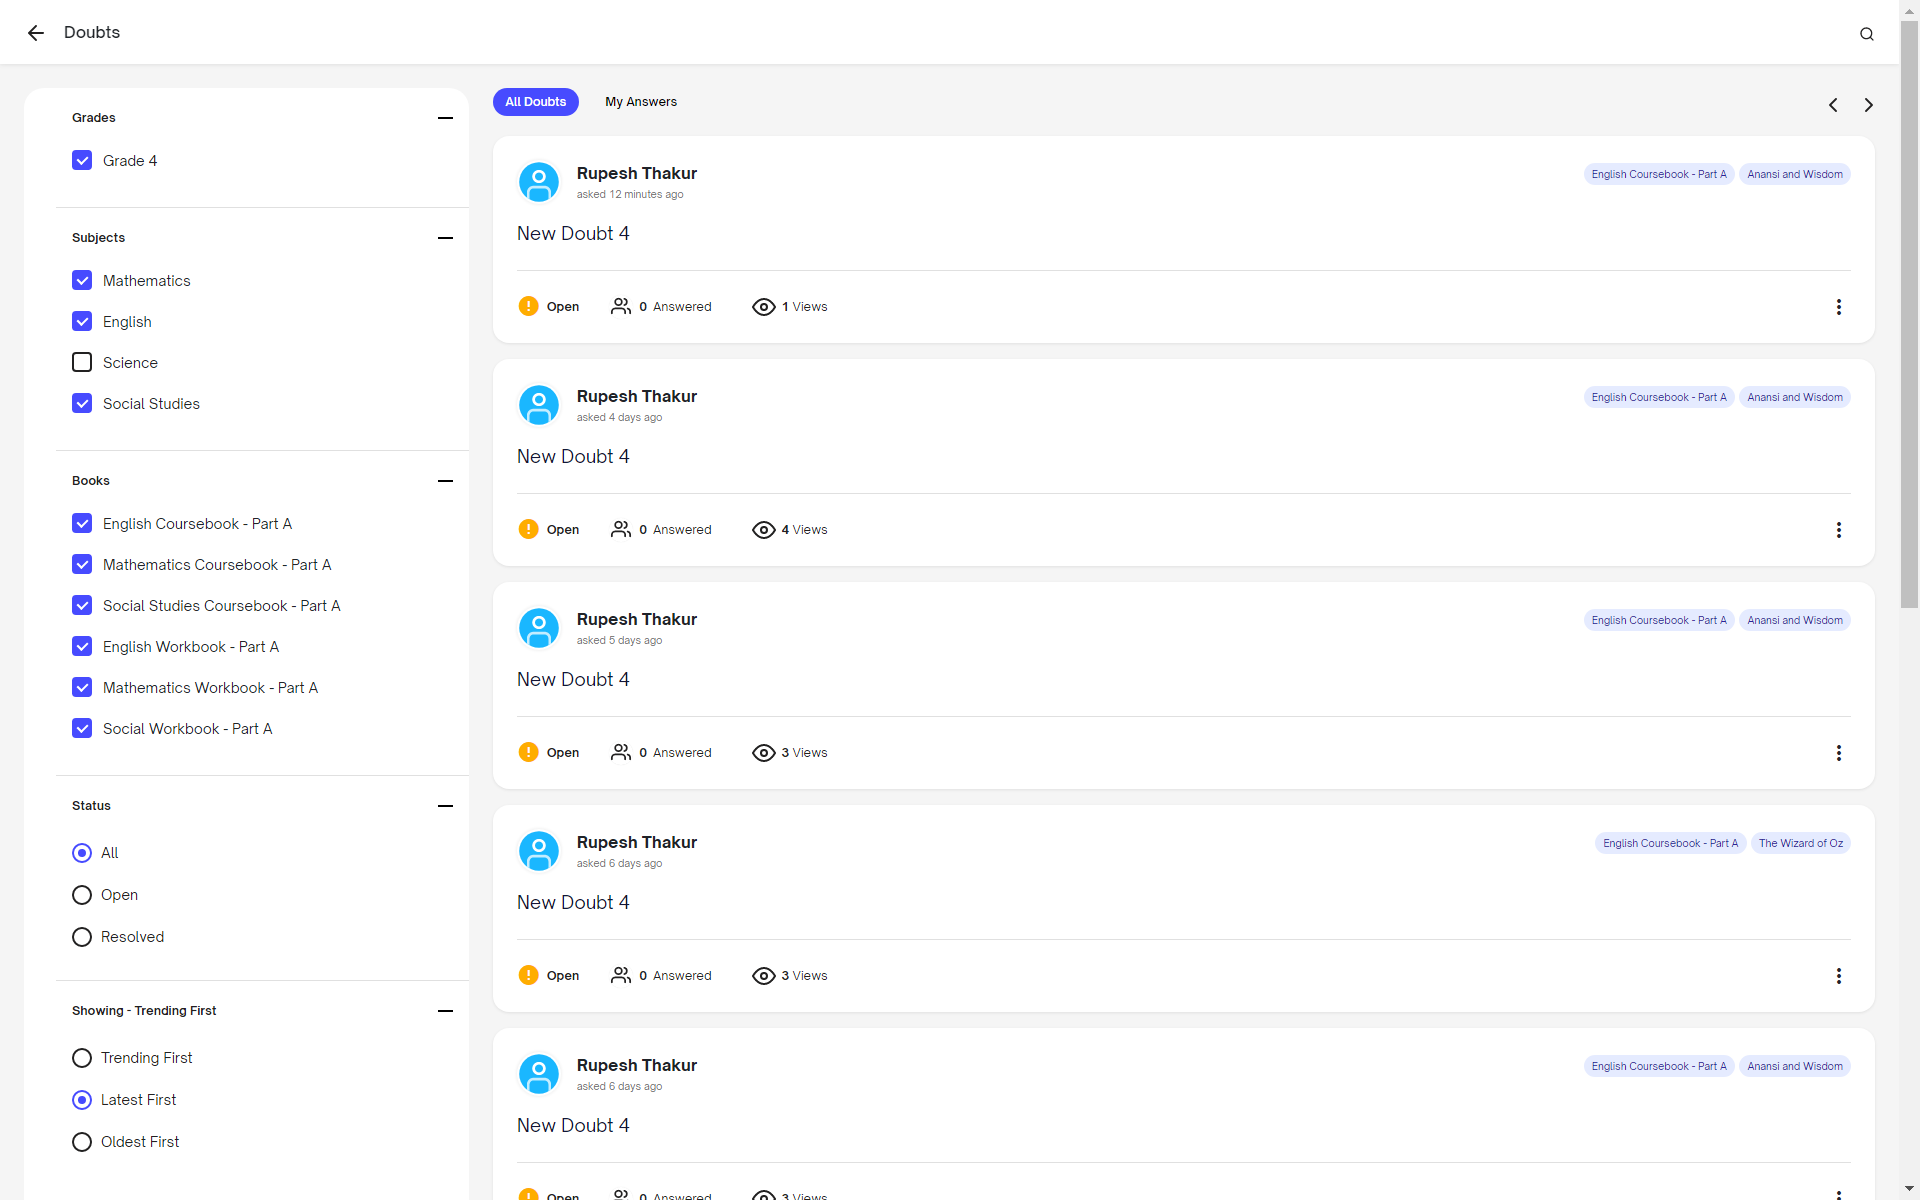 Doubts
Grades
Grade 4
Subjects
Mathematics
English
Science
Social Studies
Books
English Coursebook - Part A
Mathematics Coursebook - Part A
Social Studies Coursebook - Part A
English Workbook - Part A
Mathematics Workbook - Part A
Social Workbook - Part A
Status
All
Open
Resolved
Showing - Trending First
Trending First
Latest First
Oldest First
All Doubts My Answers
Rupesh Thakur
asked 12 minutes ago
English Coursebook - Part A Anansi and Wisdom
New Doubt 4
Open 0 Answered 1 Views
Rupesh Thakur
asked 4 days ago
English Coursebook - Part A Anansi and Wisdom
New Doubt 4
Open 0 Answered 4 Views
Rupesh Thakur
asked 5 days ago
English Coursebook - Part A Anansi and Wisdom
New Doubt 4
Open 0 Answered 3 Views
Rupesh Thakur
asked 6 days ago
English Coursebook - Part A The Wizard of Oz
New Doubt 4
Open 0 Answered 3 Views
Rupesh Thakur
asked 6 days ago
English Coursebook - Part A Anansi and Wisdom
New Doubt 4
Open 0 Answered 3 Views